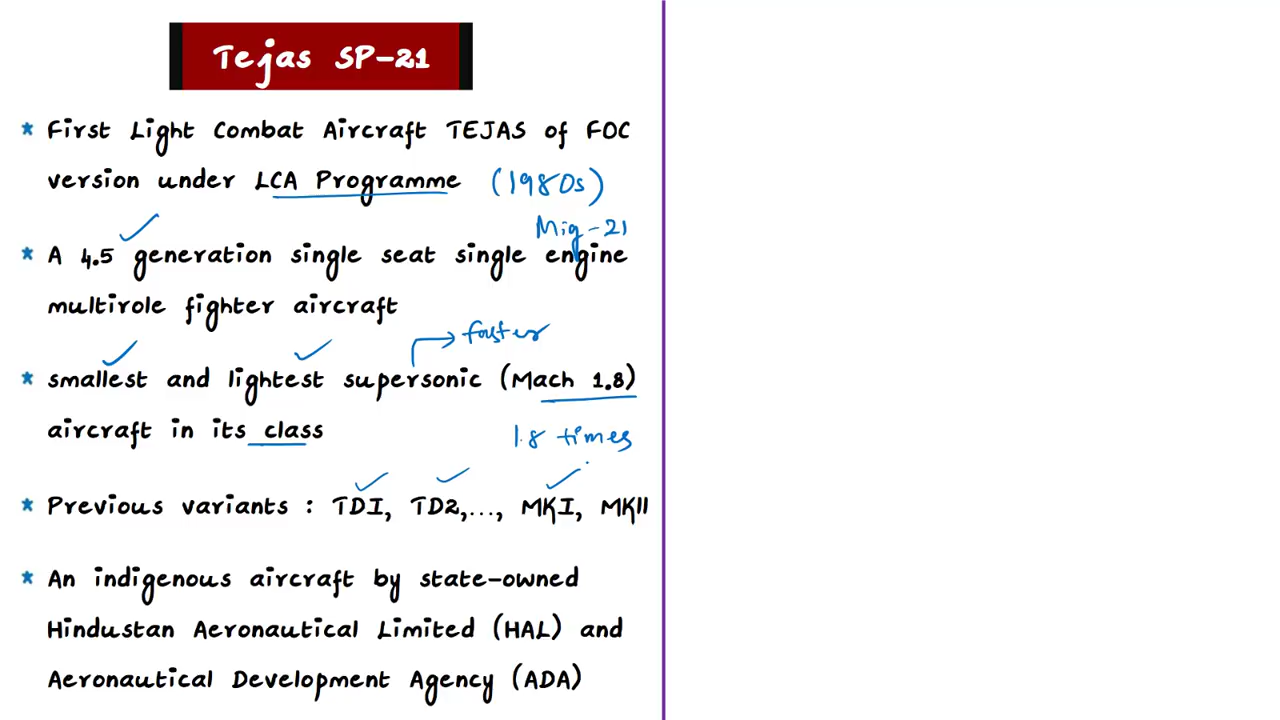 Tejas SP-21
* First Light Combat Aircraft TEJAS of FOC
version under LCA Programme (1980s)
Mig-21
* A 4.5 generation single seat single engine
multirole fighter aircraft
faster
* smallest and lightest supersonic (Mach 1.8)
aircraft in its class
1.8 times
* Previous variants : TD1, TD2,..., MKI, MKII
* An indigenous aircraft by state-owned
Hindustan Aeronautical Limited (HAL) and
Aeronautical Development Agency (ADA)